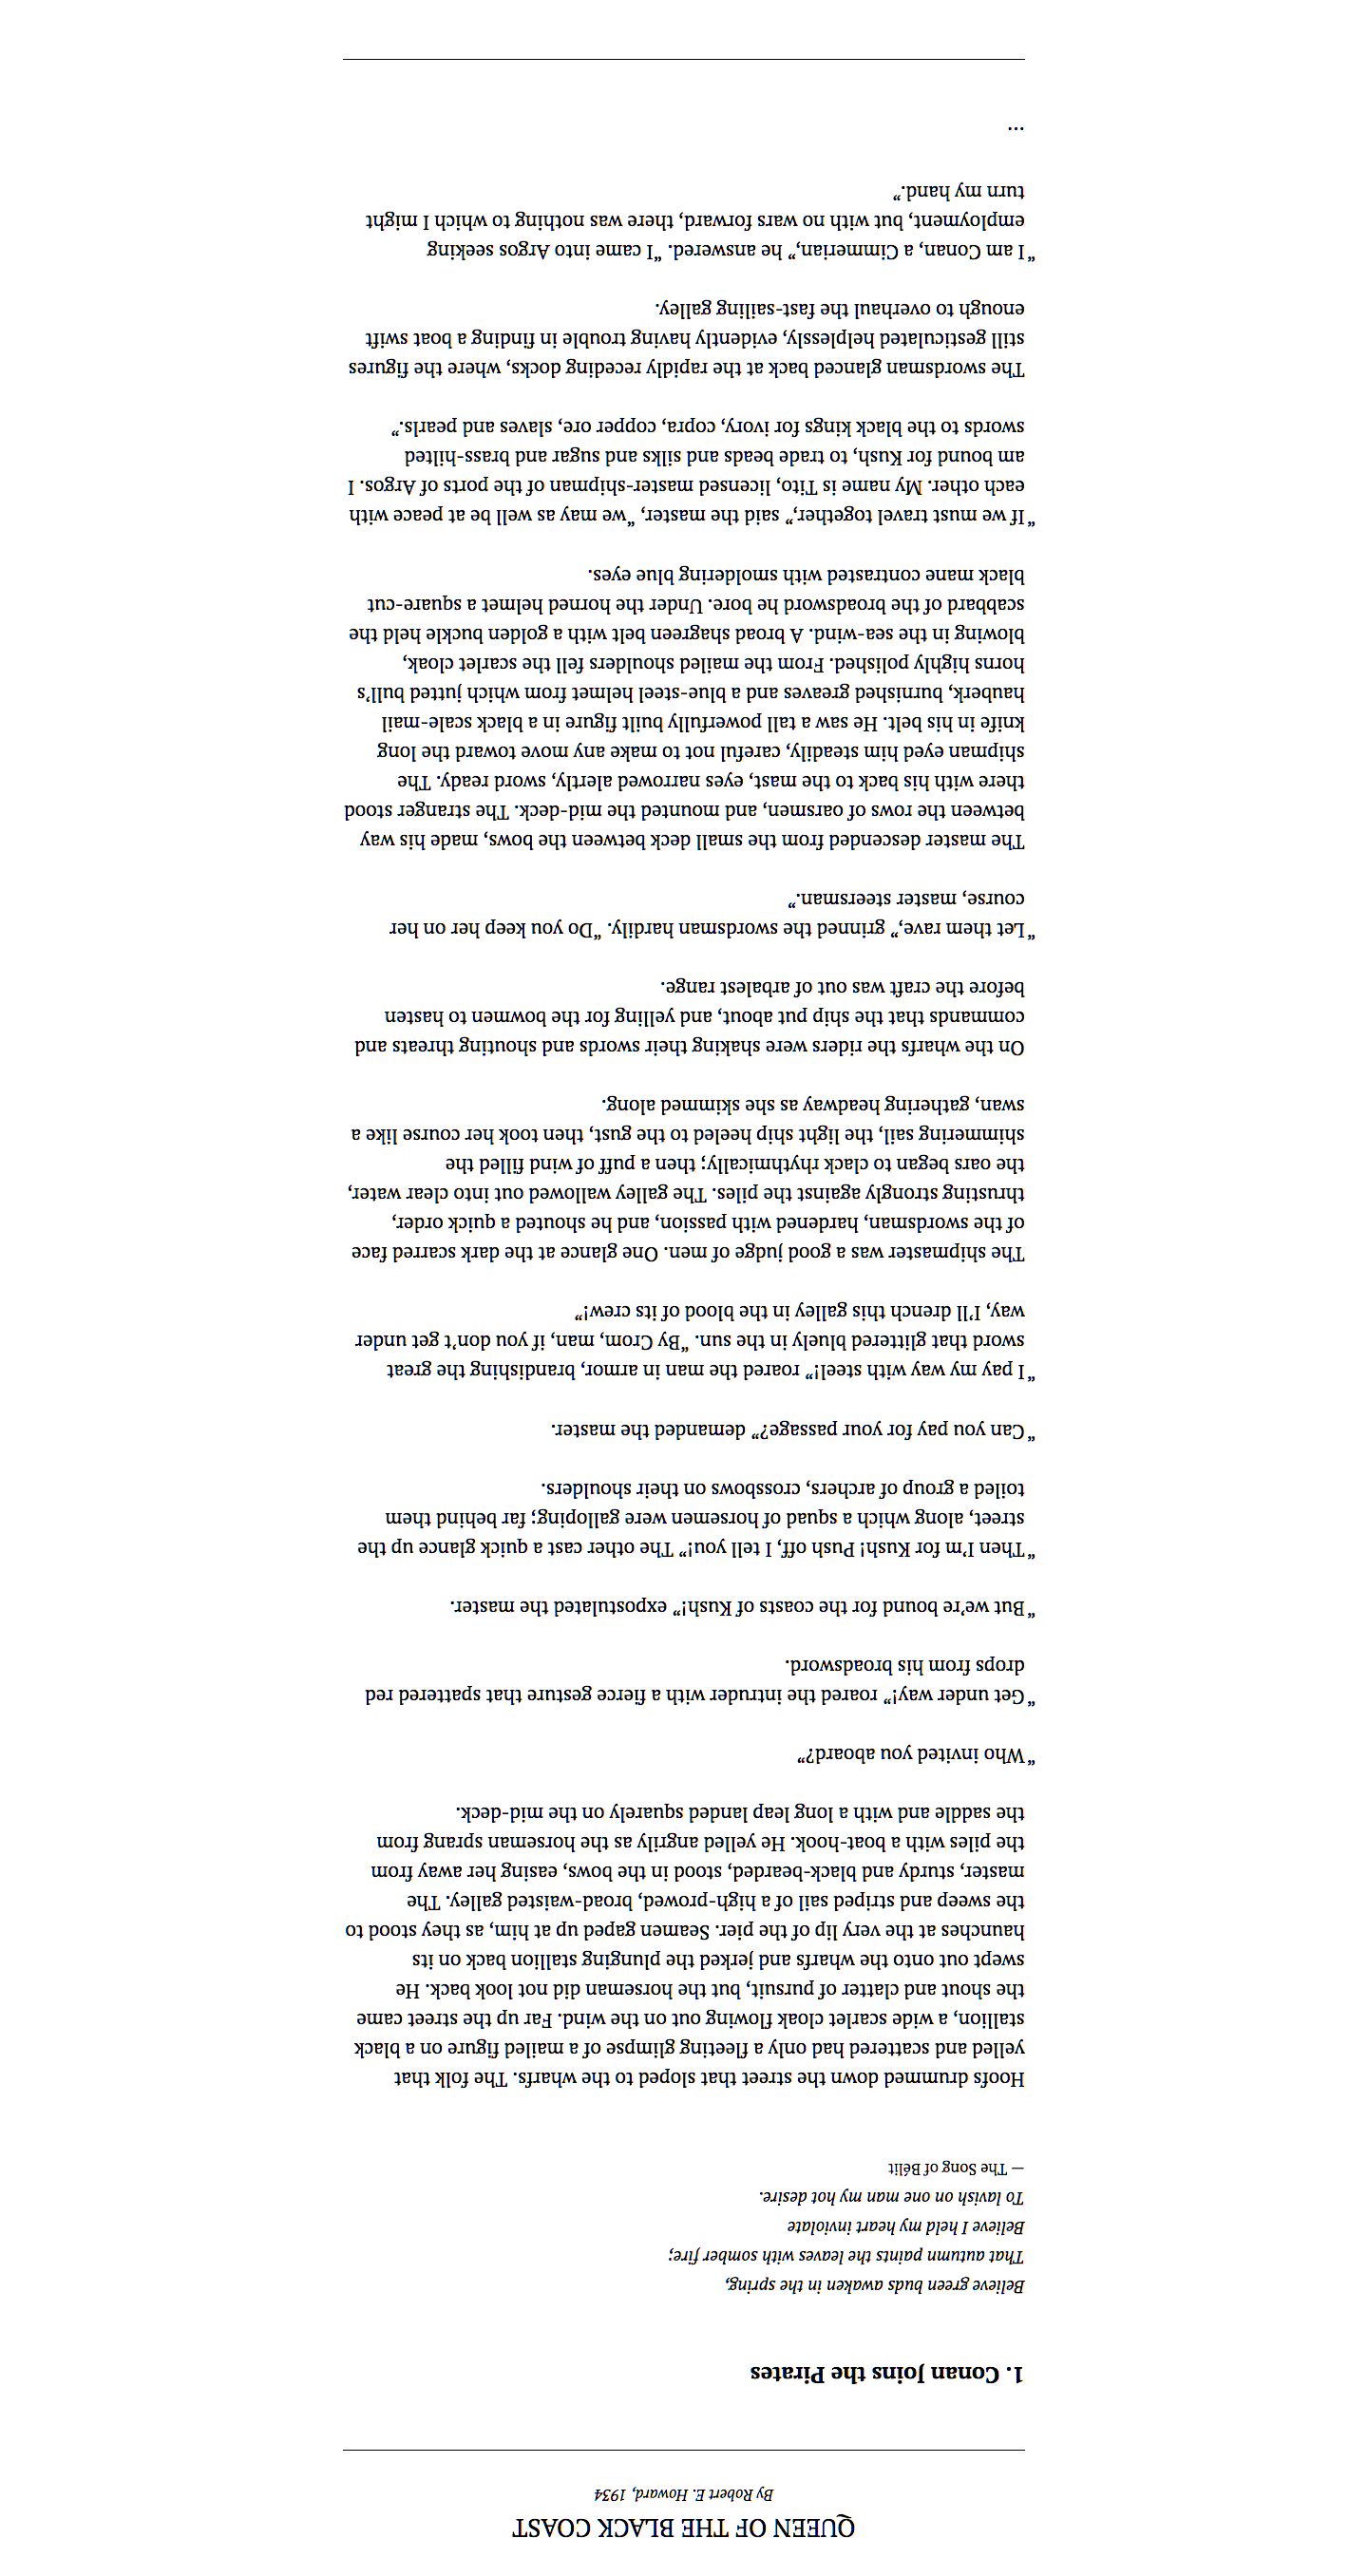 QUEEN OF THE BLACK COAST
By Robert E. Howard, 1934
1. Conan Joins the Pirates
Believe green buds awaken in the spring,
That autumn paints the leaves with somber fire;
Believe I held my heart inviolate
To lavish on one man my hot desire.
— The Song of Bêlit
Hoofs drummed down the street that sloped to the wharfs. The folk that
yelled and scattered had only a fleeting glimpse of a mailed figure on a black
stallion, a wide scarlet cloak flowing out on the wind. Far up the street came
the shout and clatter of pursuit, but the horseman did not look back. He
swept out onto the wharfs and jerked the plunging stallion back on its
haunches at the very lip of the pier. Seamen gaped up at him, as they stood to
the sweep and striped sail of a high-prowed, broad-waisted galley. The
master, sturdy and black-bearded, stood in the bows, easing her away from
the piles with a boat-hook. He yelled angrily as the horseman sprang from
the saddle and with a long leap landed squarely on the mid-deck.
“Who invited you aboard?”
“Get under way!” roared the intruder with a fierce gesture that spattered red
drops from his broadsword.
“But we’re bound for the coasts of Kush!” expostulated the master.
“Then I’m for Kush! Push off, I tell you!” The other cast a quick glance up the
street, along which a squad of horsemen were galloping; far behind them
toiled a group of archers, crossbows on their shoulders.
“Can you pay for your passage?” demanded the master.
“I pay my way with steel!” roared the man in armor, brandishing the great
sword that glittered bluely in the sun. “By Crom, man, if you don’t get under
way, I’ll drench this galley in the blood of its crew!”
The shipmaster was a good judge of men. One glance at the dark scarred face
of the swordsman, hardened with passion, and he shouted a quick order,
thrusting strongly against the piles. The galley wallowed out into clear water,
the oars began to clack rhythmically; then a puff of wind filled the
shimmering sail, the light ship heeled to the gust, then took her course like a
swan, gathering headway as she skimmed along.
On the wharfs the riders were shaking their swords and shouting threats and
commands that the ship put about, and yelling for the bowmen to hasten
before the craft was out of arbalest range.
“Let them rave,” grinned the swordsman hardily. “Do you keep her on her
course, master steersman.”
The master descended from the small deck between the bows, made his way
between the rows of oarsmen, and mounted the mid-deck. The stranger stood
there with his back to the mast, eyes narrowed alertly, sword ready. The
shipman eyed him steadily, careful not to make any move toward the long
knife in his belt. He saw a tall powerfully built figure in a black scale-mail
hauberk, burnished greaves and a blue-steel helmet from which jutted bull’s
horns highly polished. From the mailed shoulders fell the scarlet cloak,
blowing in the sea-wind. A broad shagreen belt with a golden buckle held the
scabbard of the broadsword he bore. Under the horned helmet a square-cut
black mane contrasted with smoldering blue eyes.
“If we must travel together,” said the master, “we may as well be at peace with
each other. My name is Tito, licensed master-shipman of the ports of Argos. I
am bound for Kush, to trade beads and silks and sugar and brass-hilted
swords to the black kings for ivory, copra, copper ore, slaves and pearls.”
The swordsman glanced back at the rapidly receding docks, where the figures
still gesticulated helplessly, evidently having trouble in finding a boat swift
enough to overhaul the fast-sailing galley.
“I am Conan, a Cimmerian,” he answered. “I came into Argos seeking
employment, but with no wars forward, there was nothing to which I might
turn my hand.”
...